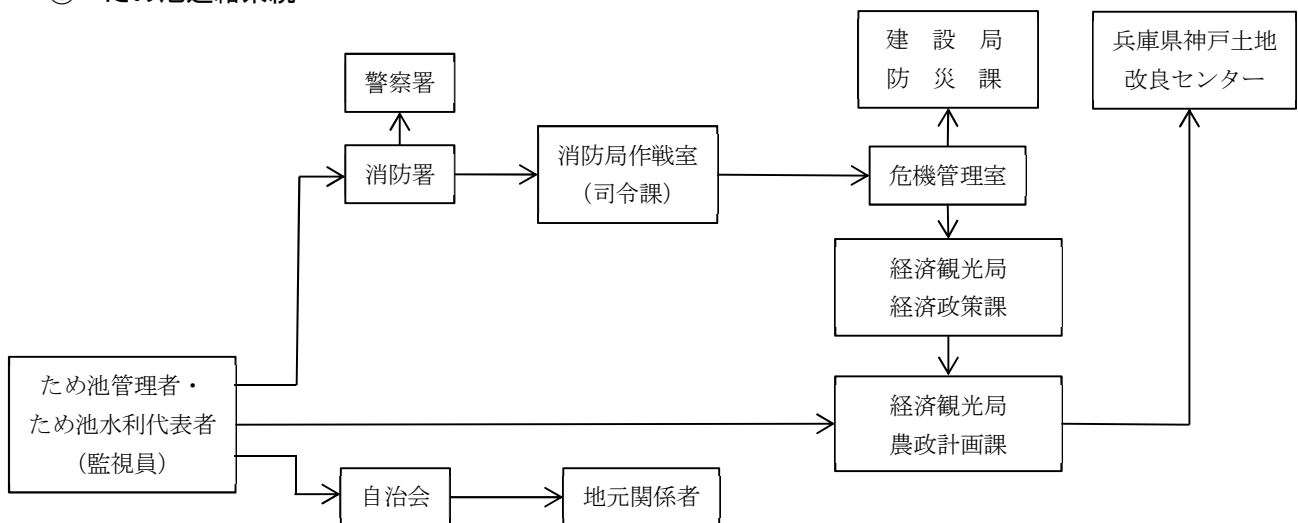 建設局
防災課
兵庫県神戸土地
改良センター
警察署
消防署
消防局作戦室
（司令課）
危機管理室
経済観光局
経済政策課
ため池管理者・
ため池水利代表者
（監視員）
経済観光局
農政計画課
自治会
地元関係者